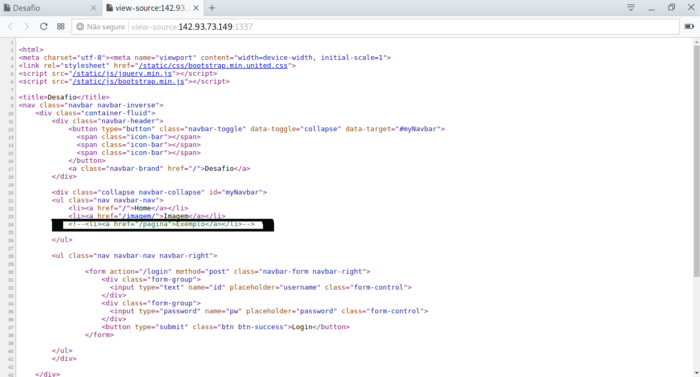 Desafio
view-source:142.93.
Não seguro
view-source:142.93.73.149:1337
1
2 <html>
3 <meta charset="utf-8"><meta name="viewport" content="width=device-width, initial-scale=1">
4 <link rel="stylesheet" href="/static/css/bootstrap.min.united.css">
5 <script src="/static/js/jquery.min.js"></script>
6 <script src="/static/js/bootstrap.min.js"></script>
7
8 <title>Desafio</title>
9 <nav class="navbar navbar-inverse">
10 <div class="container-fluid">
11 <div class="navbar-header">
12 <button type="button" class="navbar-toggle" data-toggle="collapse" data-target="#myNavbar">
13 <span class="icon-bar"></span>
14 <span class="icon-bar"></span>
15 <span class="icon-bar"></span>
16 </button>
17 <a class="navbar-brand" href="/">Desafio</a>
18 </div>
19
20 <div class="collapse navbar-collapse" id="myNavbar">
21 <ul class="nav navbar-nav">
22 <li><a href="/">Home</a></li>
23 <li><a href="/imagem/">Imagem</a></li>
24 <!--<li><a href="/pagina">Exemplo</a></li>-->
25
26 </ul>
27
28 <ul class="nav navbar-nav navbar-right">
29
30 <form action="/login" method="post" class="navbar-form navbar-right">
31 <div class="form-group">
32 <input type="text" name="id" placeholder="username" class="form-control">
33 </div>
34 <div class="form-group">
35 <input type="password" name="pw" placeholder="password" class="form-control">
36 </div>
37 <button type="submit" class="btn btn-success">Login</button>
38 </form>
39
40 </ul>
41 </div>
42
43 </div>